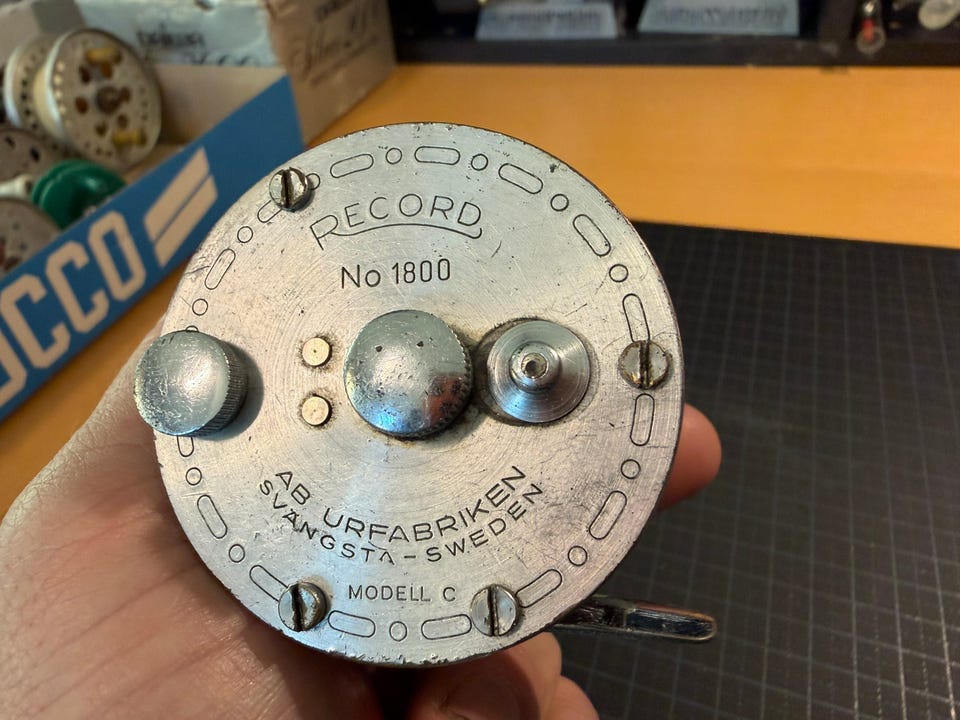 RECORD
No 1800
AB URFABRIKEN
SVÄNGSTA – SWEDEN
MODELL C